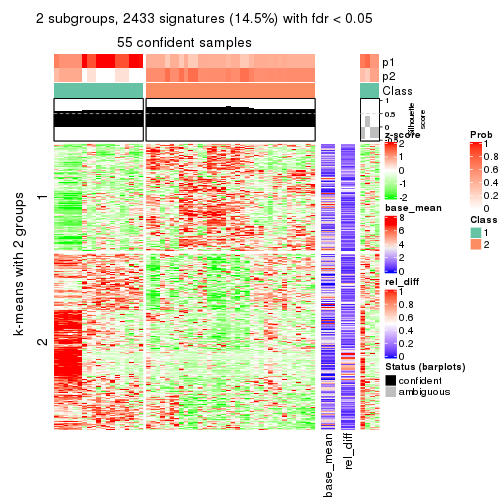 2 subgroups, 2433 signatures (14.5%) with fdr < 0.05
55 confident samples
p1
p2
Class
1
0.5
0
Silhouette
score
k-means with 2 groups
1
2
base_mean
rel_diff
z-score
2
1
0
-1
-2
base_mean
8
6
4
2
0
rel_diff
1
0.8
0.6
0.4
0.2
0
Status (barplots)
confident
ambiguous
Prob
1
0.8
0.6
0.4
0.2
0
Class
1
2